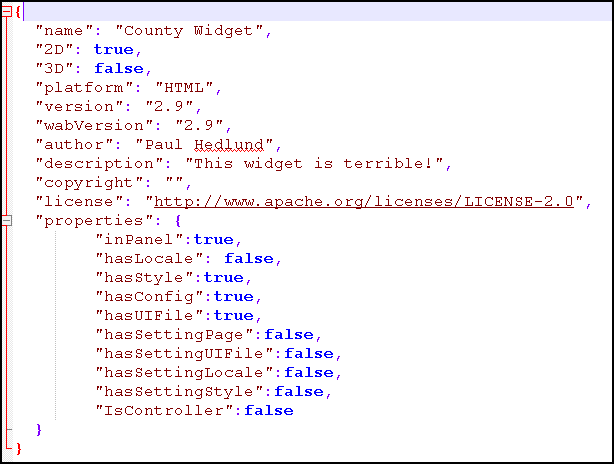 {
"name": "County Widget",
"2D": true,
"3D": false,
"platform": "HTML",
"version": "2.9",
"wabVersion": "2.9",
"author": "Paul Hedlund",
"description": "This widget is terrible!",
"copyright": "",
"license": "http://www.apache.org/licenses/LICENSE-2.0",
"properties": {
"inPanel":true,
"hasLocale": false,
"hasStyle":true,
"hasConfig":true,
"hasUIFile":true,
"hasSettingPage":false,
"hasSettingUIFile":false,
"hasSettingLocale":false,
"hasSettingStyle":false,
"IsController":false
}
}